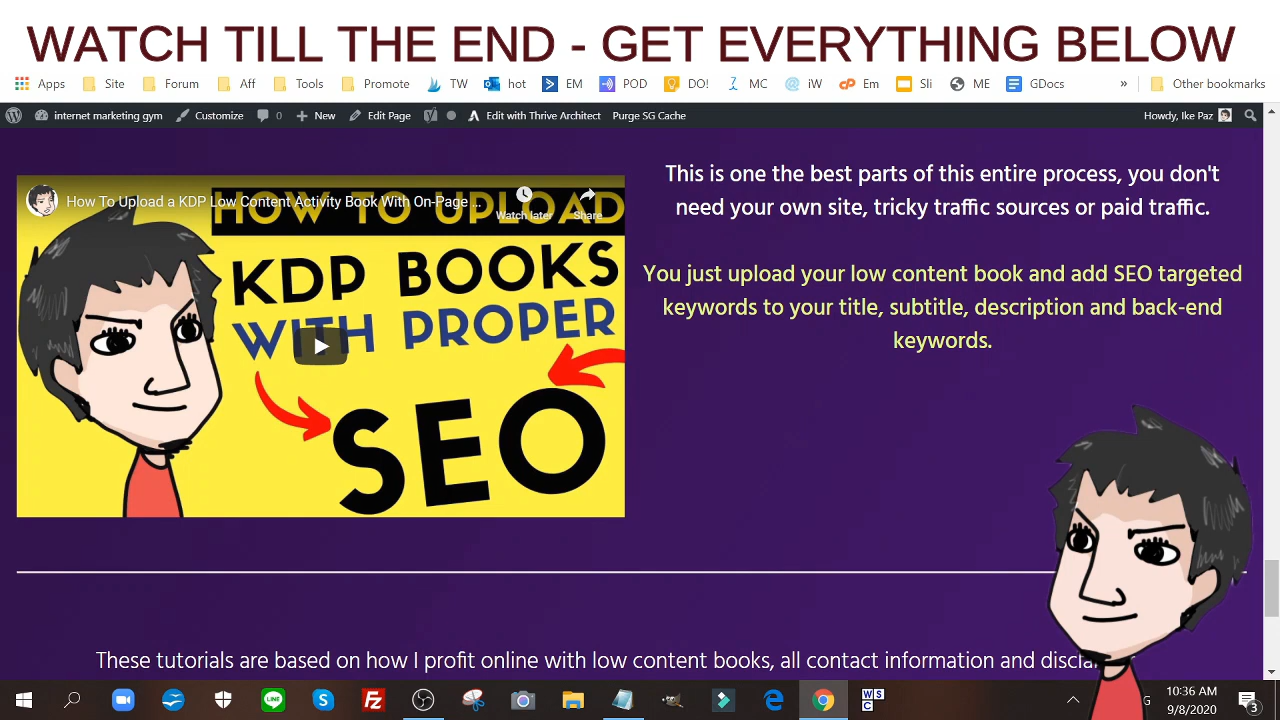 WATCH TILL THE END - GET EVERYTHING BELOW
Apps Site Forum Aff Tools Promote TW hot EM POD DO! MC iW Em Sli ME GDocs » Other bookmarks
internet marketing gym Customize 0 New Edit Page Edit with Thrive Architect Purge SG Cache Howdy, Ike Paz
How To Upload a KDP Low Content Activity Book With On-Page ...
Watch later Share
HOW TO UPLOAD
KDP BOOKS
WITH PROPER
SEO
This is one the best parts of this entire process, you don't
need your own site, tricky traffic sources or paid traffic.
You just upload your low content book and add SEO targeted
keywords to your title, subtitle, description and back-end
keywords.
These tutorials are based on how I profit online with low content books, all contact information and
LINE
WS
C
G 10:36 AM
9/8/2020
3